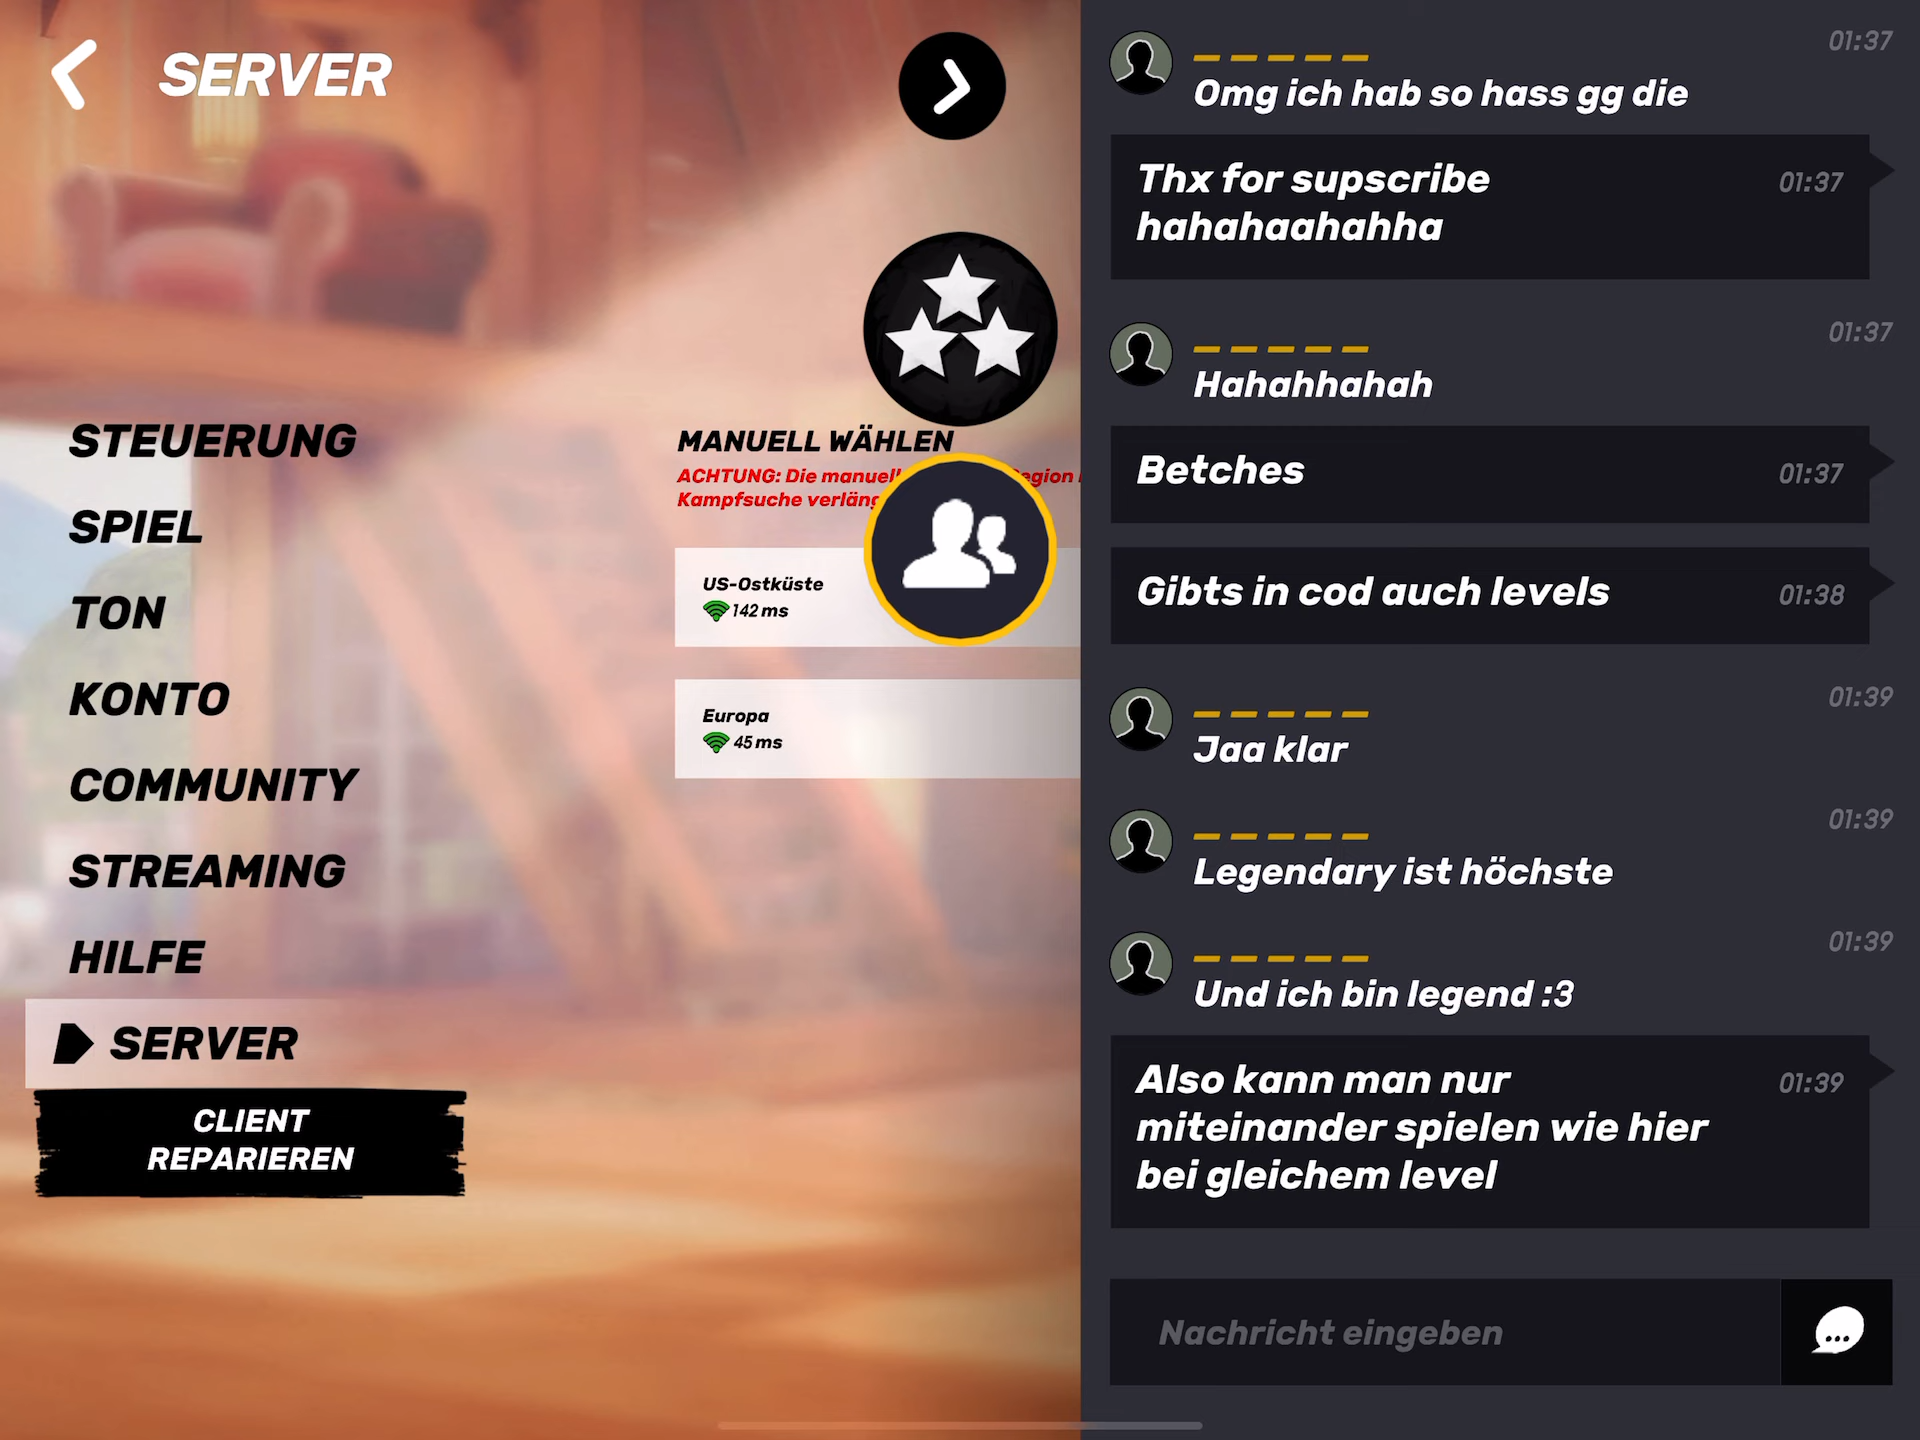 SERVER
STEUERUNG
SPIEL
TON
KONTO
COMMUNITY
STREAMING
HILFE
SERVER
CLIENT
REPARIEREN
MANUELL WÄHLEN
ACHTUNG: Die
Kampfsuche
US-Ostküste
142 ms
Europa
45 ms
01:37
_ _ _ _ _
Omg ich hab so hass gg die
Thx for supscribe
01:37
hahahaahahha
01:37
_ _ _ _ _
Hahahhahah
Betches
01:37
Gibts in cod auch levels
01:38
01:39
_ _ _ _ _
Jaa klar
01:39
_ _ _ _ _
Legendary ist höchste
01:39
_ _ _ _ _
Und ich bin legend :3
Also kann man nur
01:39
miteinander spielen wie hier
bei gleichem level
Nachricht eingeben